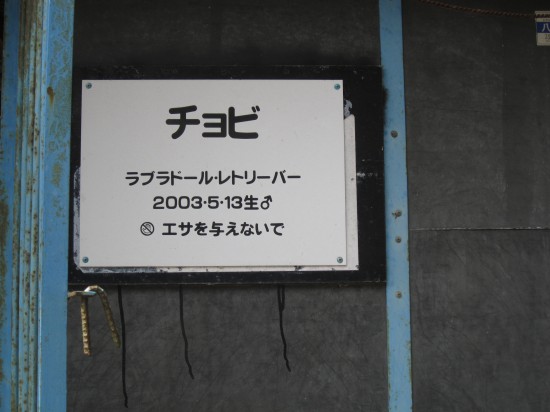 チョビ
ラブラドール・レトリーバー
2003・5・13生♂
エサを与えないで